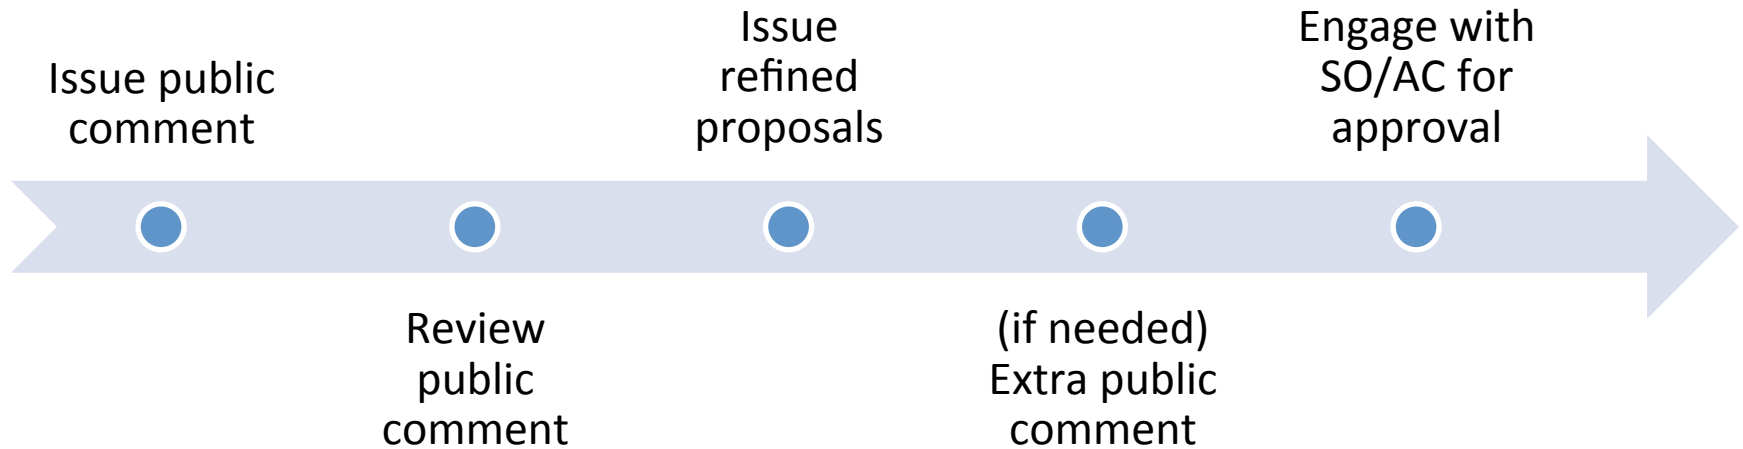 Issue public
comment
Review
public
comment
Issue
refined
proposals
(if needed)
Extra public
comment
Engage with
SO/AC for
approval